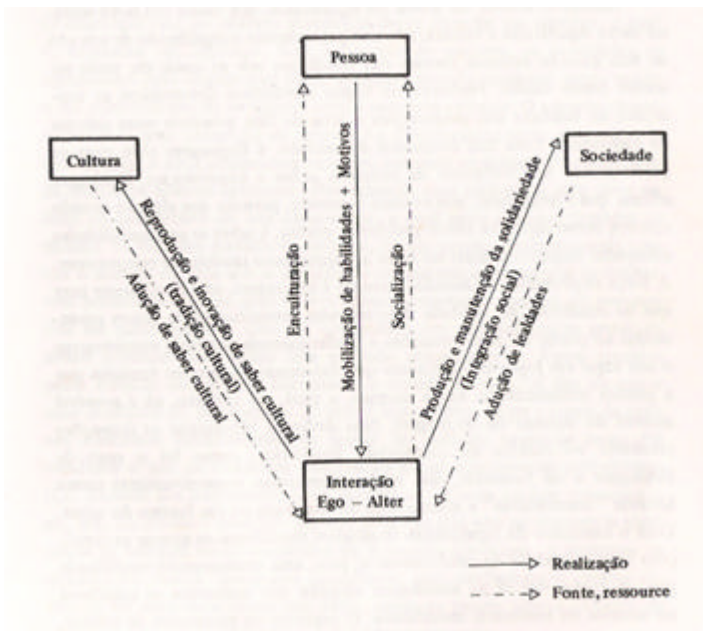 Pessoa
Cultura
Sociedade
Reprodução e inovação de saber cultural
(tradição cultural)
Adução de saber cultural
Enculturação
Mobilização de habilidades + Motivos
Socialização
Produção e manutenção da solidariedade
(Integração social)
Adução de lealdades
Interação
Ego – Alter
Realização
Fonte, ressource